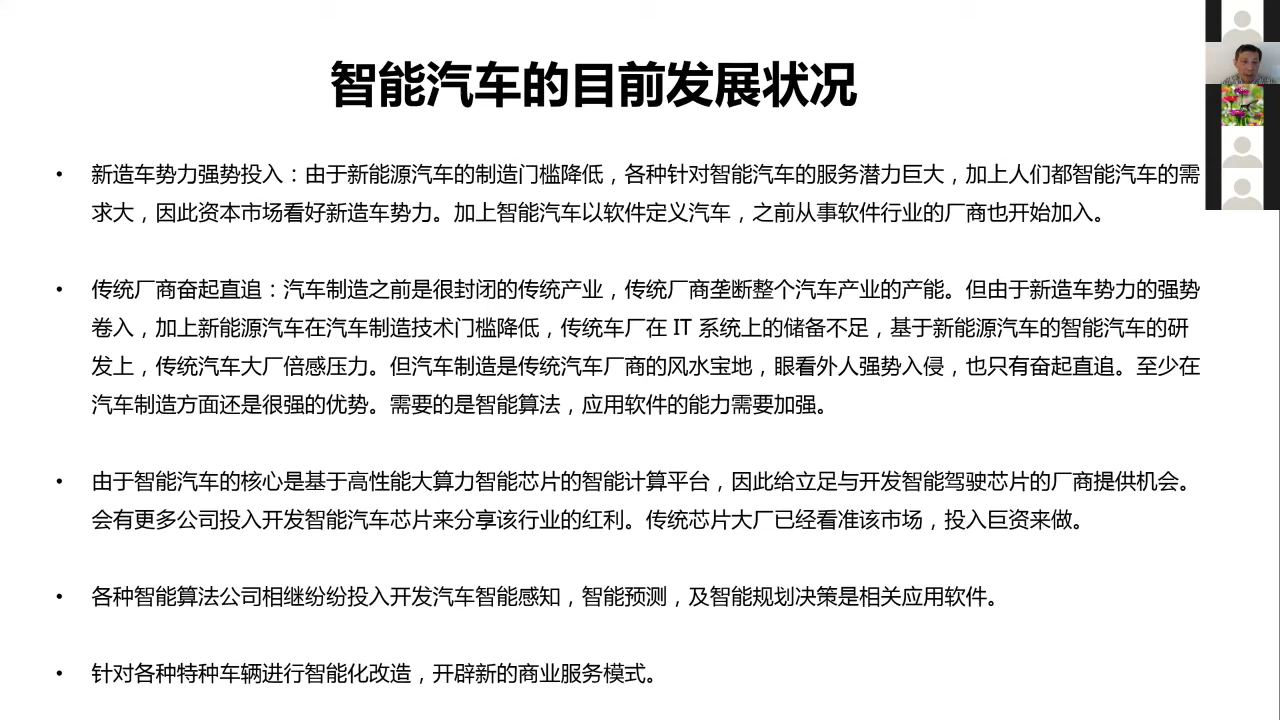 智能汽车的目前发展状况
• 新造车势力强势投入：由于新能源汽车的制造门槛降低，各种针对智能汽车的服务潜力巨大，加上人们都智能汽车的需
求大，因此资本市场看好新造车势力。加上智能汽车以软件定义汽车，之前从事软件行业的厂商也开始加入。
• 传统厂商奋起直追：汽车制造之前是很封闭的传统产业，传统厂商垄断整个汽车产业的产能。但由于新造车势力的强势
卷入，加上新能源汽车在汽车制造技术门槛降低，传统车厂在 IT 系统上的储备不足，基于新能源汽车的智能汽车的研
发上，传统汽车大厂倍感压力。但汽车制造是传统汽车厂商的风水宝地，眼看外人强势入侵，也只有奋起直追。至少在
汽车制造方面还是很强的优势。需要的是智能算法，应用软件的能力需要加强。
• 由于智能汽车的核心是基于高性能大算力智能芯片的智能计算平台，因此给立足与开发智能驾驶芯片的厂商提供机会。
会有更多公司投入开发智能汽车芯片来分享该行业的红利。传统芯片大厂已经看准该市场，投入巨资来做。
• 各种智能算法公司相继纷纷投入开发汽车智能感知，智能预测，及智能规划决策是相关应用软件。
• 针对各种特种车辆进行智能化改造，开辟新的商业服务模式。